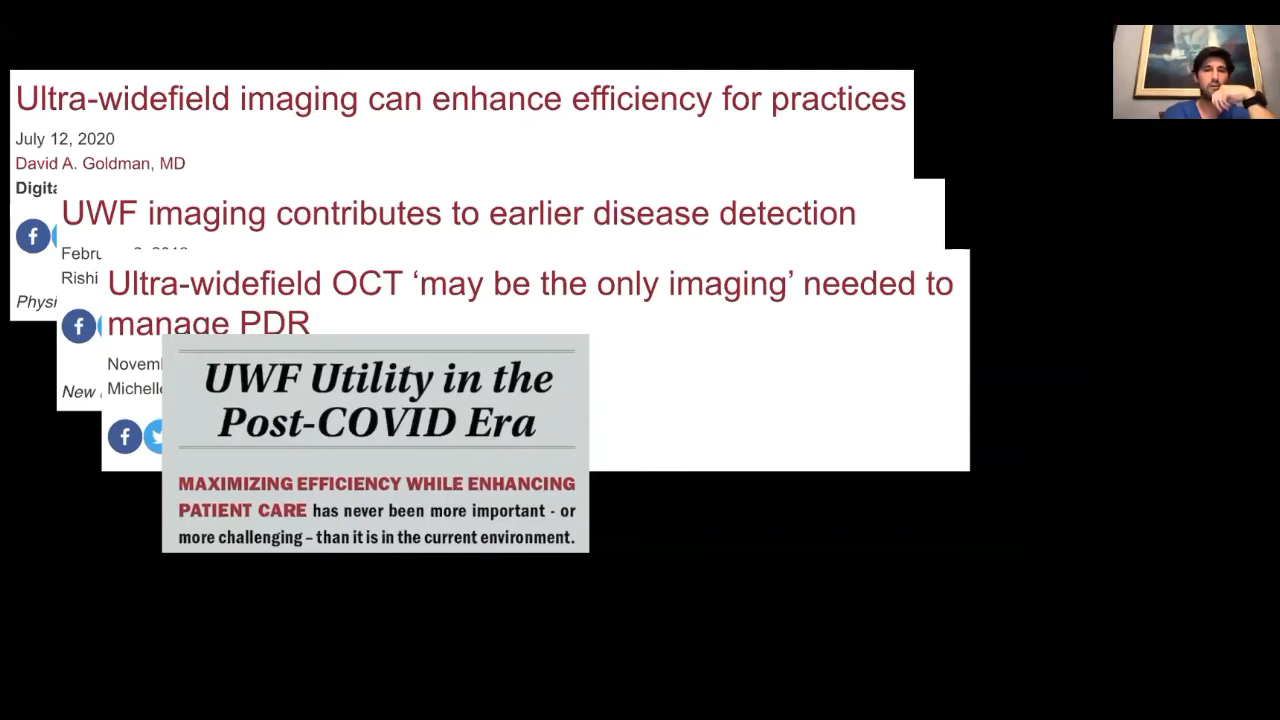 Ultra-widefield imaging can enhance efficiency for practices
July 12, 2020
David A. Goldman, MD
UWF imaging contributes to earlier disease detection
Rishi
Ultra-widefield OCT ‘may be the only imaging’ needed to
manage PDR
UWF Utility in the
Post-COVID Era
New
MAXIMIZING EFFICIENCY WHILE ENHANCING
PATIENT CARE has never been more important - or
more challenging – than it is in the current environment.